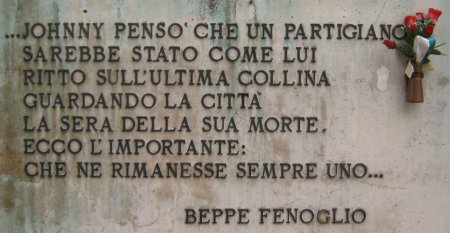 ...JOHNNY PENSO' CHE UN PARTIGIANO
SAREBBE STATO COME LUI
RITTO SULL'ULTIMA COLLINA
GUARDANDO LA CITTÀ
LA SERA DELLA SUA MORTE.
ECCO L'IMPORTANTE:
CHE NE RIMANESSE SEMPRE UNO...
BEPPE FENOGLIO